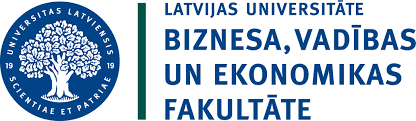 UNIVERSITAS LATVIENSIS
19 19
SCIENTIAE ET PATRIAE
LATVIJAS UNIVERSITĀTE
BIZNESA, VADĪBAS
UN EKONOMIKAS
FAKULTĀTE